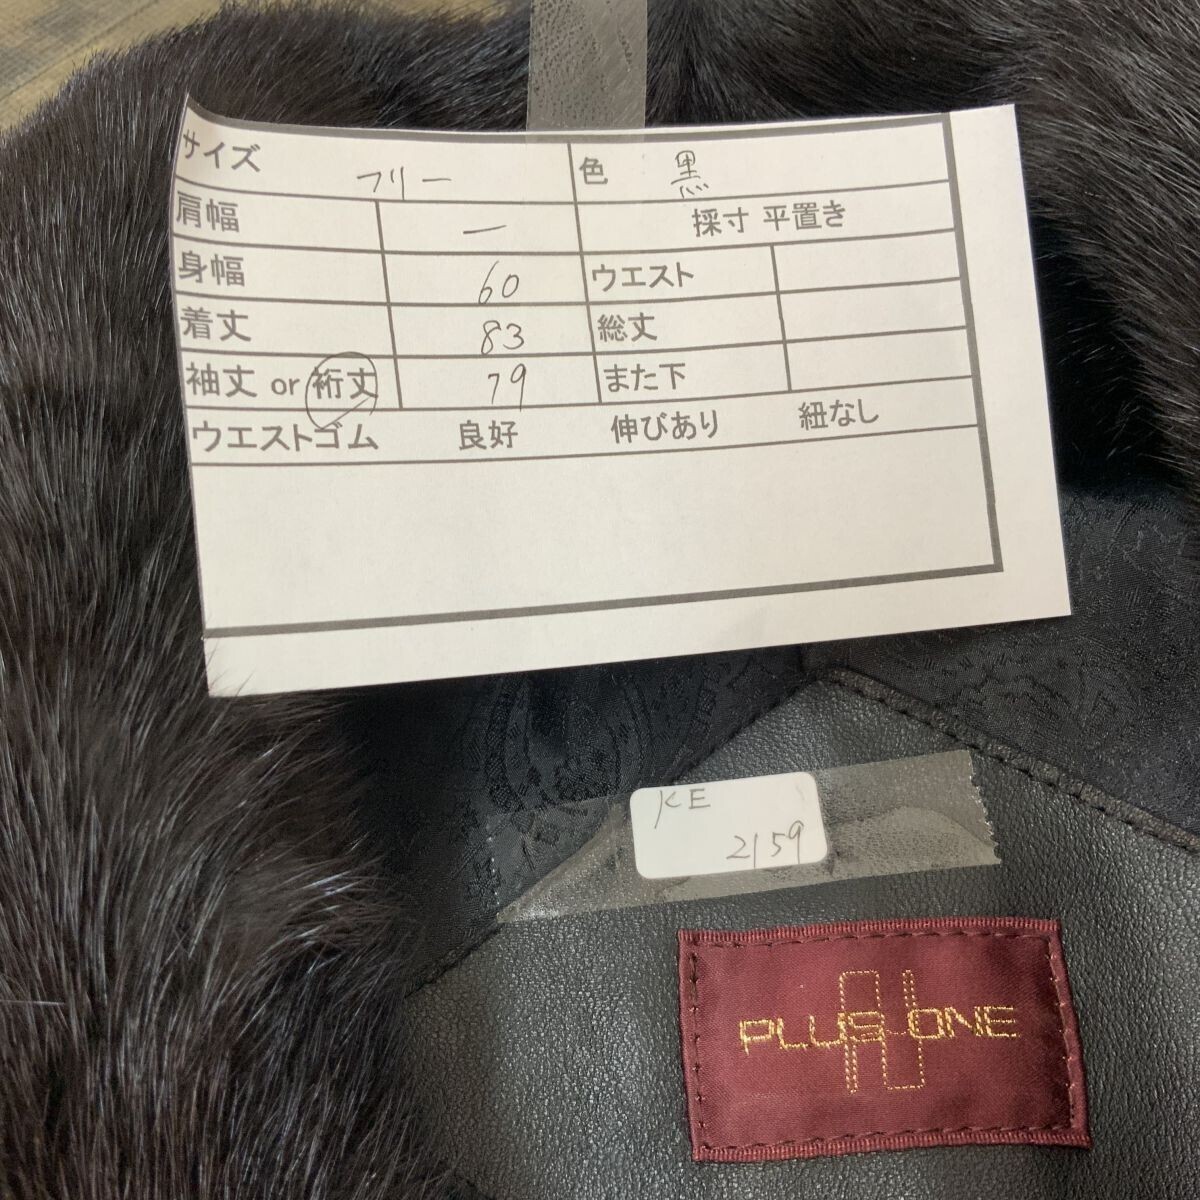 サイズ フリー 色 黒
肩幅 ー 採寸 平置き
身幅 60 ウエスト
着丈 83 総丈
袖丈 or 裄丈 79 また下
ウエストゴム 良好 伸びあり 紐なし
KE
2159
PLUS ONE